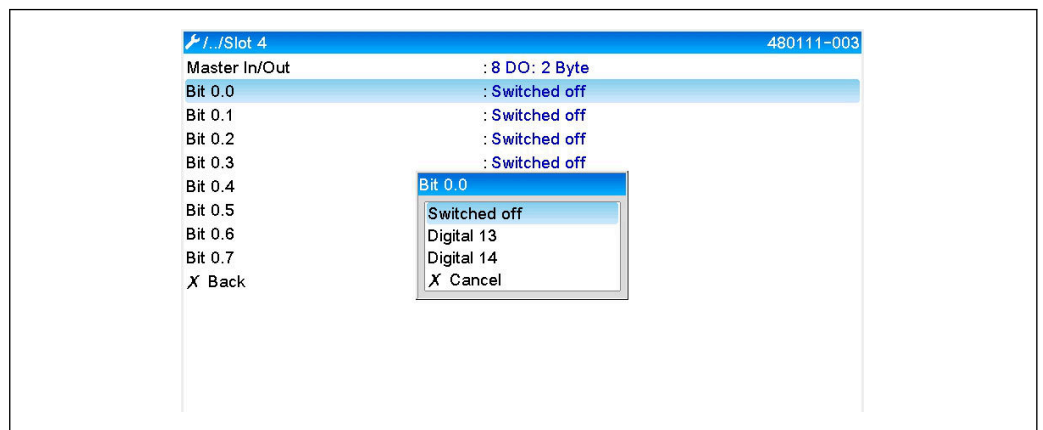 /../Slot 4 480111-003
Master In/Out : 8 DO: 2 Byte
Bit 0.0 : Switched off
Bit 0.1 : Switched off
Bit 0.2 : Switched off
Bit 0.3 : Switched off
Bit 0.4
Bit 0.5
Bit 0.6
Bit 0.7
X Back
Bit 0.0
Switched off
Digital 13
Digital 14
X Cancel